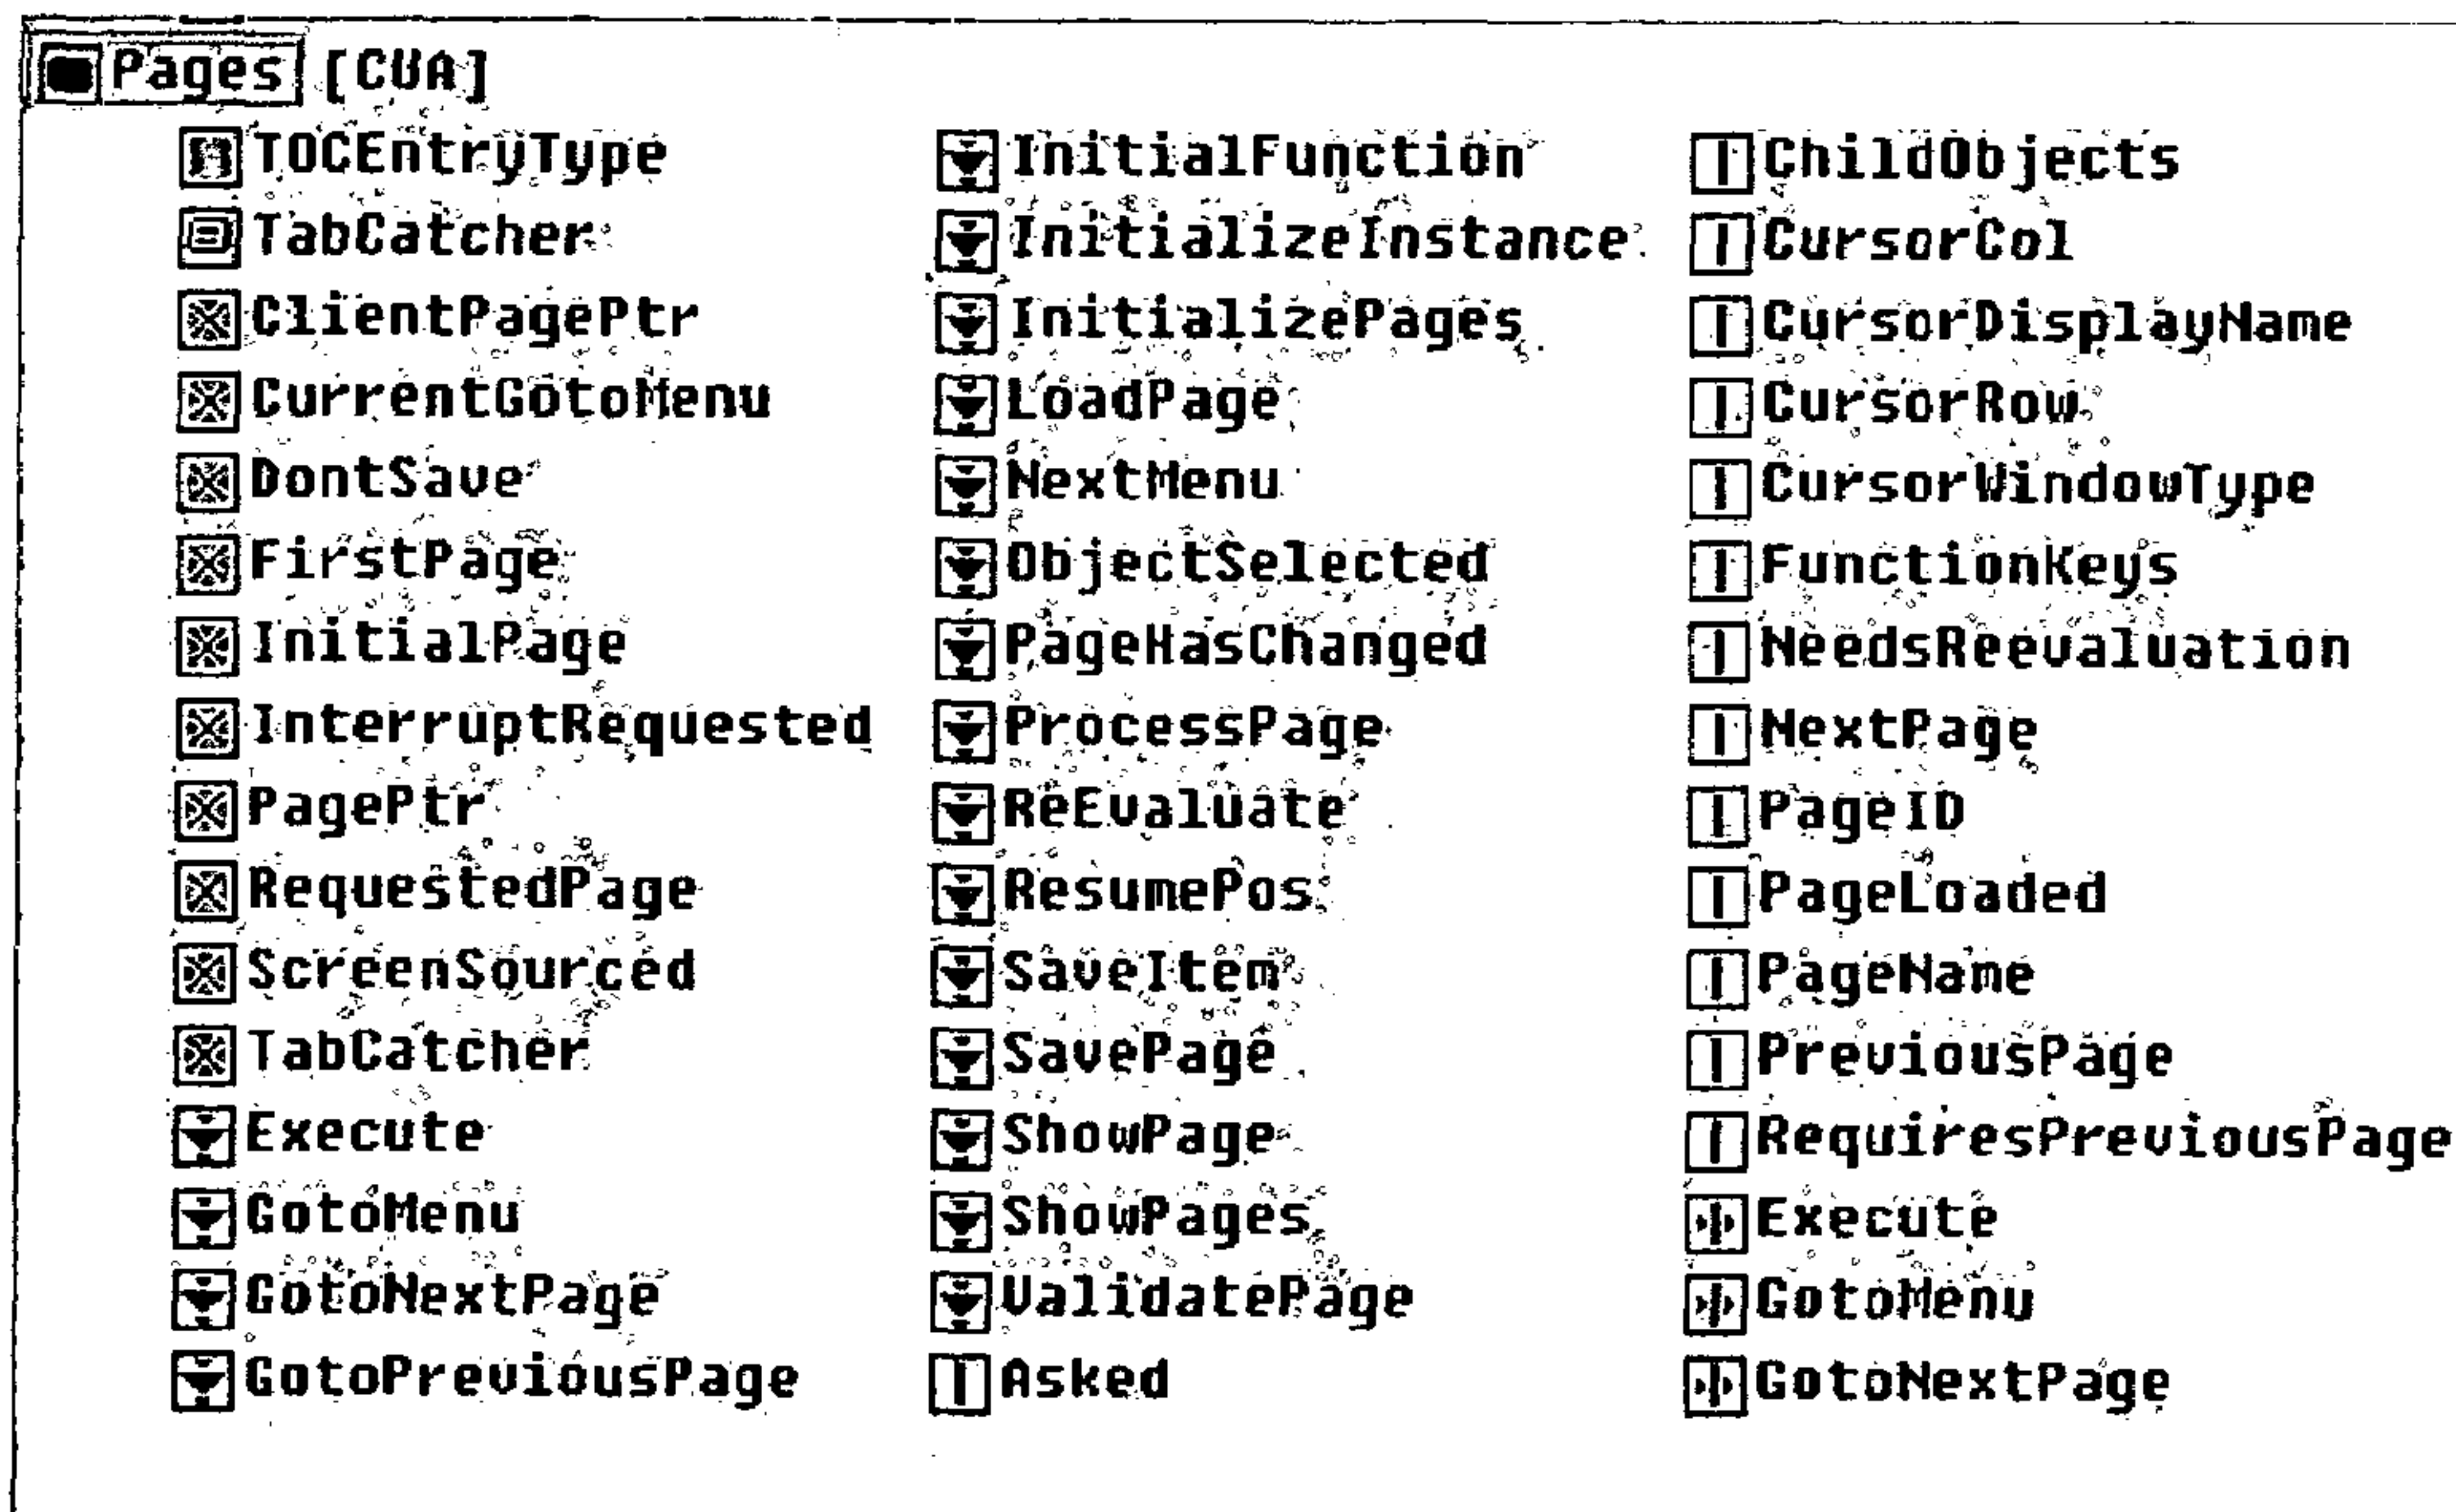 Pages [CUA]
TOCEntryType
TabCatcher
ClientPagePtr
CurrentGotoMenu
DontSave
FirstPage
InitialPage
InterruptRequested
PagePtr
RequestedPage
ScreenSourced
TabCatcher
Execute
GotoMenu
GotoNextPage
GotoPreviousPage
InitialFunction
InitializeInstance
InitializePages
LoadPage
NextMenu
ObjectSelected
PageHasChanged
ProcessPage
ReEvaluate
ResumePos
SaveItem
SavePage
ShowPage
ShowPages
ValidatePage
Asked
ChildObjects
CursorCol
CursorDisplayName
CursorRow
CursorWindowType
FunctionKeys
NeedsReevaluation
NextPage
PageID
PageLoaded
PageName
PreviousPage
RequiresPreviousPage
Execute
GotoMenu
GotoNextPage